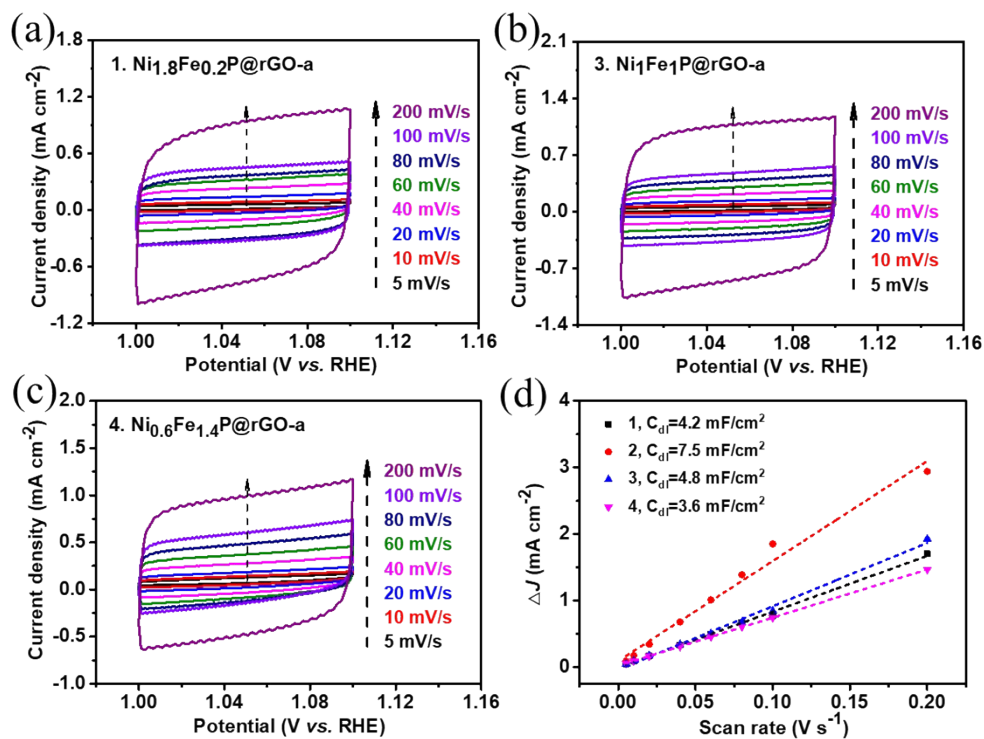 (a)
1.8
1.2
0.6
0.0
-0.6
-1.2
Current density (mA cm⁻²)
1. Ni₁.₈Fe₀.₂P@rGO-a
200 mV/s
100 mV/s
80 mV/s
60 mV/s
40 mV/s
20 mV/s
10 mV/s
5 mV/s
1.00 1.04 1.08 1.12 1.16
Potential (V vs. RHE)
(b)
2.1
1.4
0.7
0.0
-0.7
-1.4
Current density (mA cm⁻²)
3. Ni₁Fe₁P@rGO-a
200 mV/s
100 mV/s
80 mV/s
60 mV/s
40 mV/s
20 mV/s
10 mV/s
5 mV/s
1.00 1.04 1.08 1.12 1.16
Potential (V vs. RHE)
(c)
2.0
1.5
1.0
0.5
0.0
-0.5
-1.0
Current density (mA cm⁻²)
4. Ni₀.₆Fe₁.₄P@rGO-a
200 mV/s
100 mV/s
80 mV/s
60 mV/s
40 mV/s
20 mV/s
10 mV/s
5 mV/s
1.00 1.04 1.08 1.12 1.16
Potential (V vs. RHE)
(d)
4
3
2
1
0
△J (mA cm⁻²)
1, Cdl=4.2 mF/cm²
2, Cdl=7.5 mF/cm²
3, Cdl=4.8 mF/cm²
4, Cdl=3.6 mF/cm²
0.00 0.05 0.10 0.15 0.20
Scan rate (V s⁻¹)